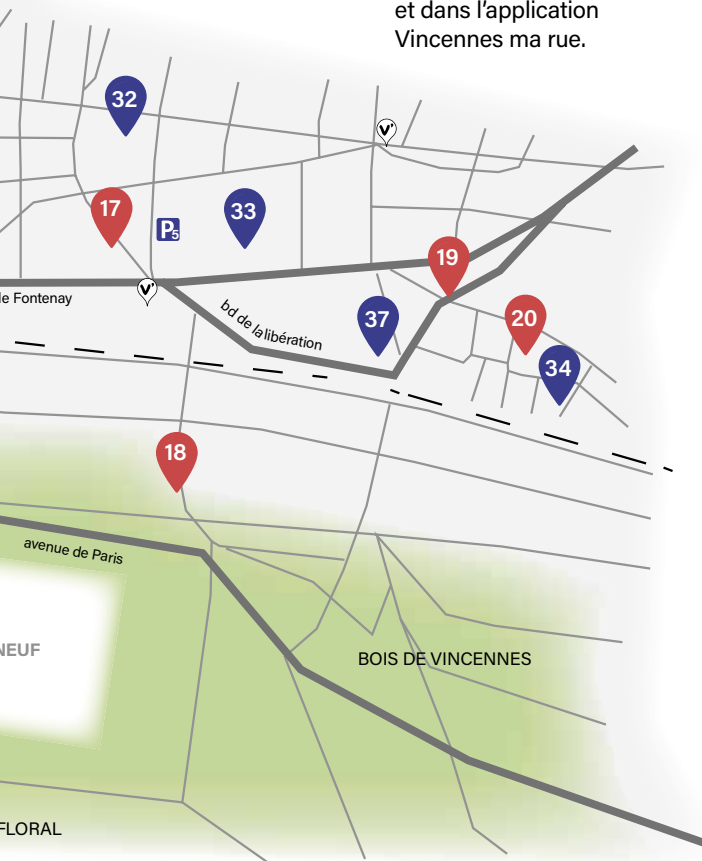 et dans l'application
Vincennes ma rue.
32
V'
17
P5
33
19
V'
de Fontenay
bd de la libération
37
20
34
18
avenue de Paris
NEUF
BOIS DE VINCENNES
FLORAL